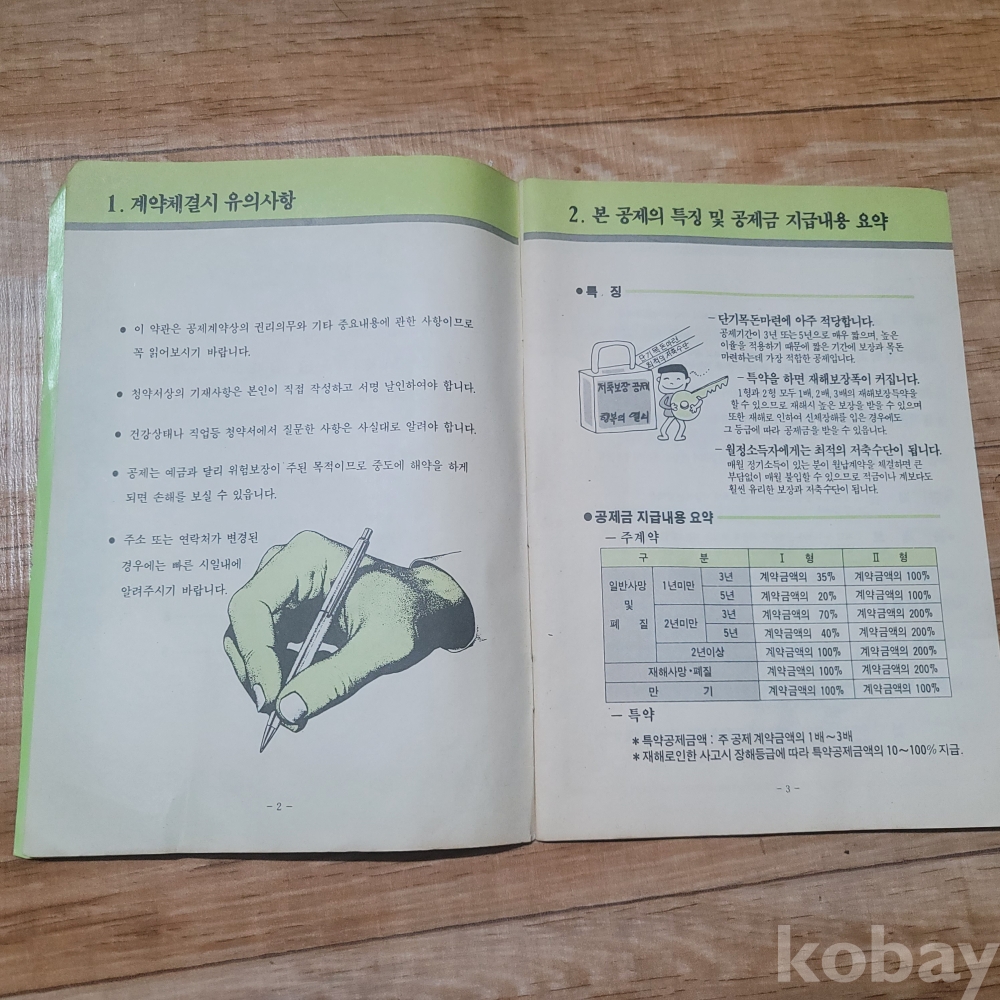 1. 계약체결시 유의사항
● 이 약관은 공제계약상의 권리의무와 기타 중요내용에 관한 사항이므로
꼭 읽어보시기 바랍니다.
● 청약서상의 기재사항은 본인이 직접 작성하고 서명 날인하여야 합니다.
● 건강상태나 직업등 청약서에서 질문한 사항은 사실대로 알려야 합니다.
● 공제는 예금과 달리 위험보장이 주된 목적이므로 중도에 해약을 하게
되면 손해를 보실 수 있읍니다.
● 주소 또는 연락처가 변경된
경우에는 빠른 시일내에
알려주시기 바랍니다.
- 2 -
2. 본 공제의 특징 및 공제금 지급내용 요약
● 특 징
단기목돈마련
최적의 저축수단
저축보장 공제
행복의 열쇠
- 단기목돈마련에 아주 적당합니다.
공제기간이 3년 또는 5년으로 매우 짧으며, 높은
이율을 적용하기 때문에 짧은 기간에 보장과 목돈
마련하는데 가장 적합한 공제입니다.
- 특약을 하면 재해보장폭이 커집니다.
1형과 2형 모두 1배, 2배, 3배의 재해보장특약을
할 수 있으므로 재해시 높은 보장을 받을 수 있으며
또한 재해로 인하여 신체장해를 입은 경우에도
그 등급에 따라 공제금을 받을 수 있읍니다.
- 월정소득자에게는 최적의 저축수단이 됩니다.
매월 정기소득이 있는 분이 월납계약을 체결하면 큰
부담없이 매월 불입할 수 있으므로 적금이나 계보다도
훨씬 유리한 보장과 저축수단이 됩니다.
● 공제금 지급내용 요약
- 주계약
구 분 Ⅰ 형 Ⅱ 형
일반사망 및 폐 질 1년미만 3년 계약금액의 35% 계약금액의 100%
5년 계약금액의 20% 계약금액의 100%
2년미만 3년 계약금액의 70% 계약금액의 200%
5년 계약금액의 40% 계약금액의 200%
2년이상 계약금액의 100% 계약금액의 200%
재해사망·폐질 계약금액의 100% 계약금액의 200%
만 기 계약금액의 100% 계약금액의 100%
- 특약
* 특약공제금액 : 주 공제 계약금액의 1배~3배
* 재해로인한 사고시 장해등급에 따라 특약공제금액의 10~100% 지급.
- 3 -
kobay